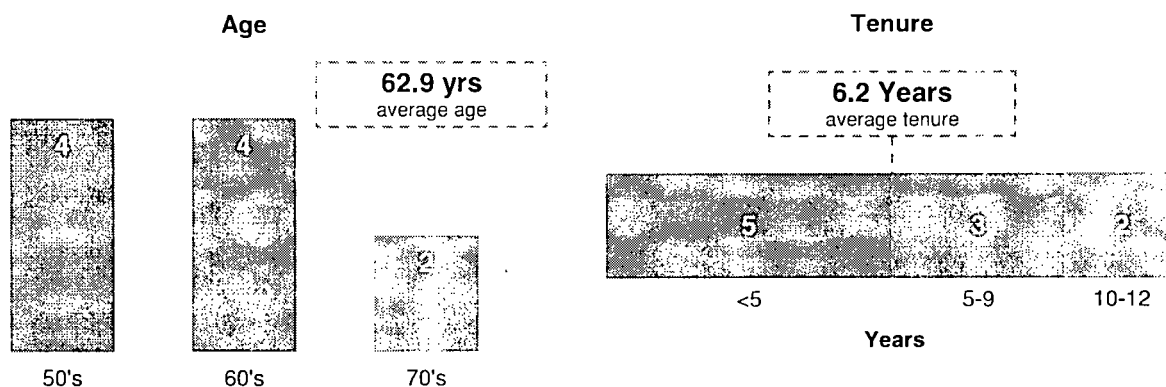 Age
62.9 yrs
average age
4
4
2
50's
60's
70's
Tenure
6.2 Years
average tenure
5
3
2
<5
5-9
10-12
Years